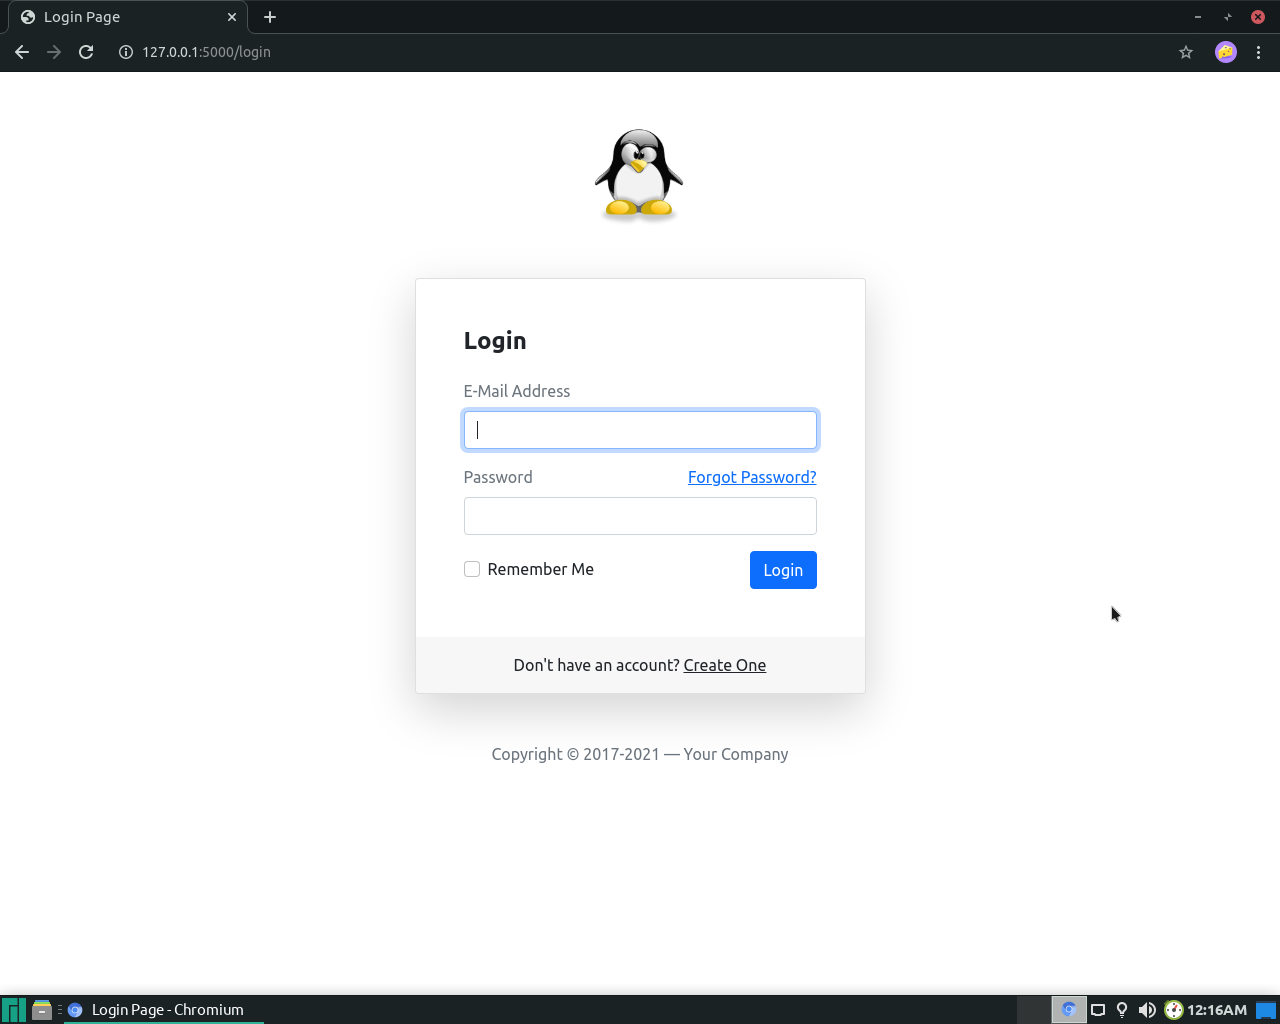 Login Page
127.0.0.1:5000/login
Login
E-Mail Address
Password Forgot Password?
Remember Me Login
Don't have an account? Create One
Copyright © 2017-2021 — Your Company
Login Page - Chromium 12:16AM